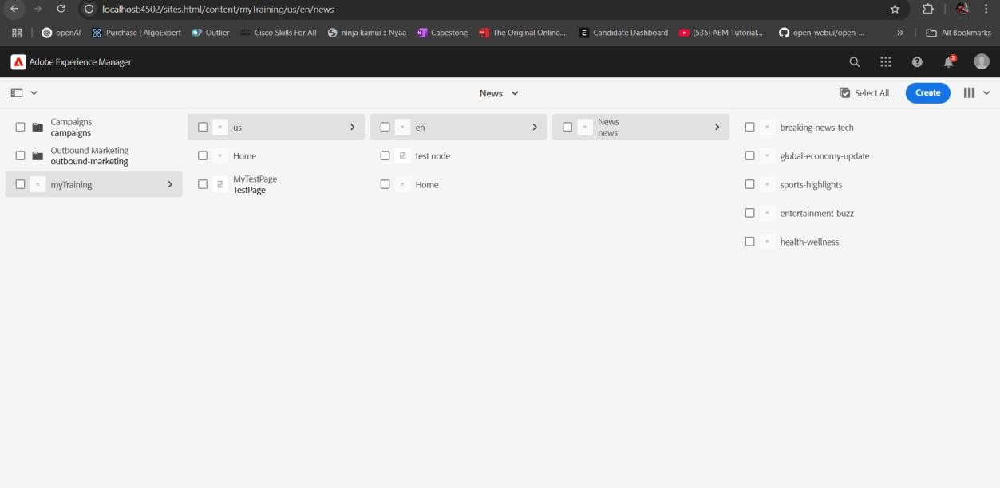 localhost:4502/sites.html/content/myTraining/us/en/news
openAI
Purchase | AlgoExpert
Outlier
Cisco Skills For All
ninja kamui :: Nyaa
Capestone
The Original Online...
Candidate Dashboard
(535) AEM Tutorial...
open-webui/open-...
»
All Bookmarks
Adobe Experience Manager
2
News
Select All
Create
Campaigns
campaigns
Outbound Marketing
outbound-marketing
myTraining
us
Home
MyTestPage
TestPage
en
test node
Home
News
news
breaking-news-tech
global-economy-update
sports-highlights
entertainment-buzz
health-wellness